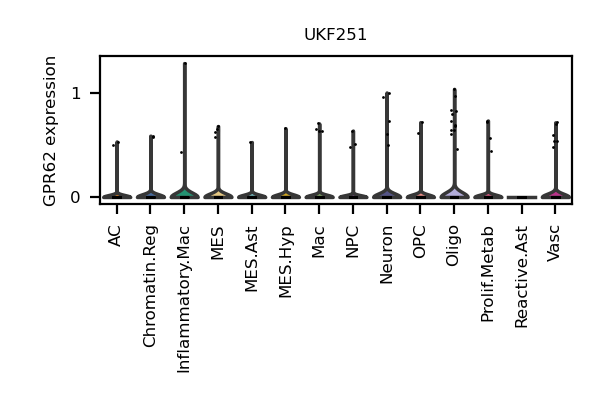 UKF251
GPR62 expression
1
0
AC
Chromatin.Reg
Inflammatory.Mac
MES
MES.Ast
MES.Hyp
Mac
NPC
Neuron
OPC
Oligo
Prolif.Metab
Reactive.Ast
Vasc